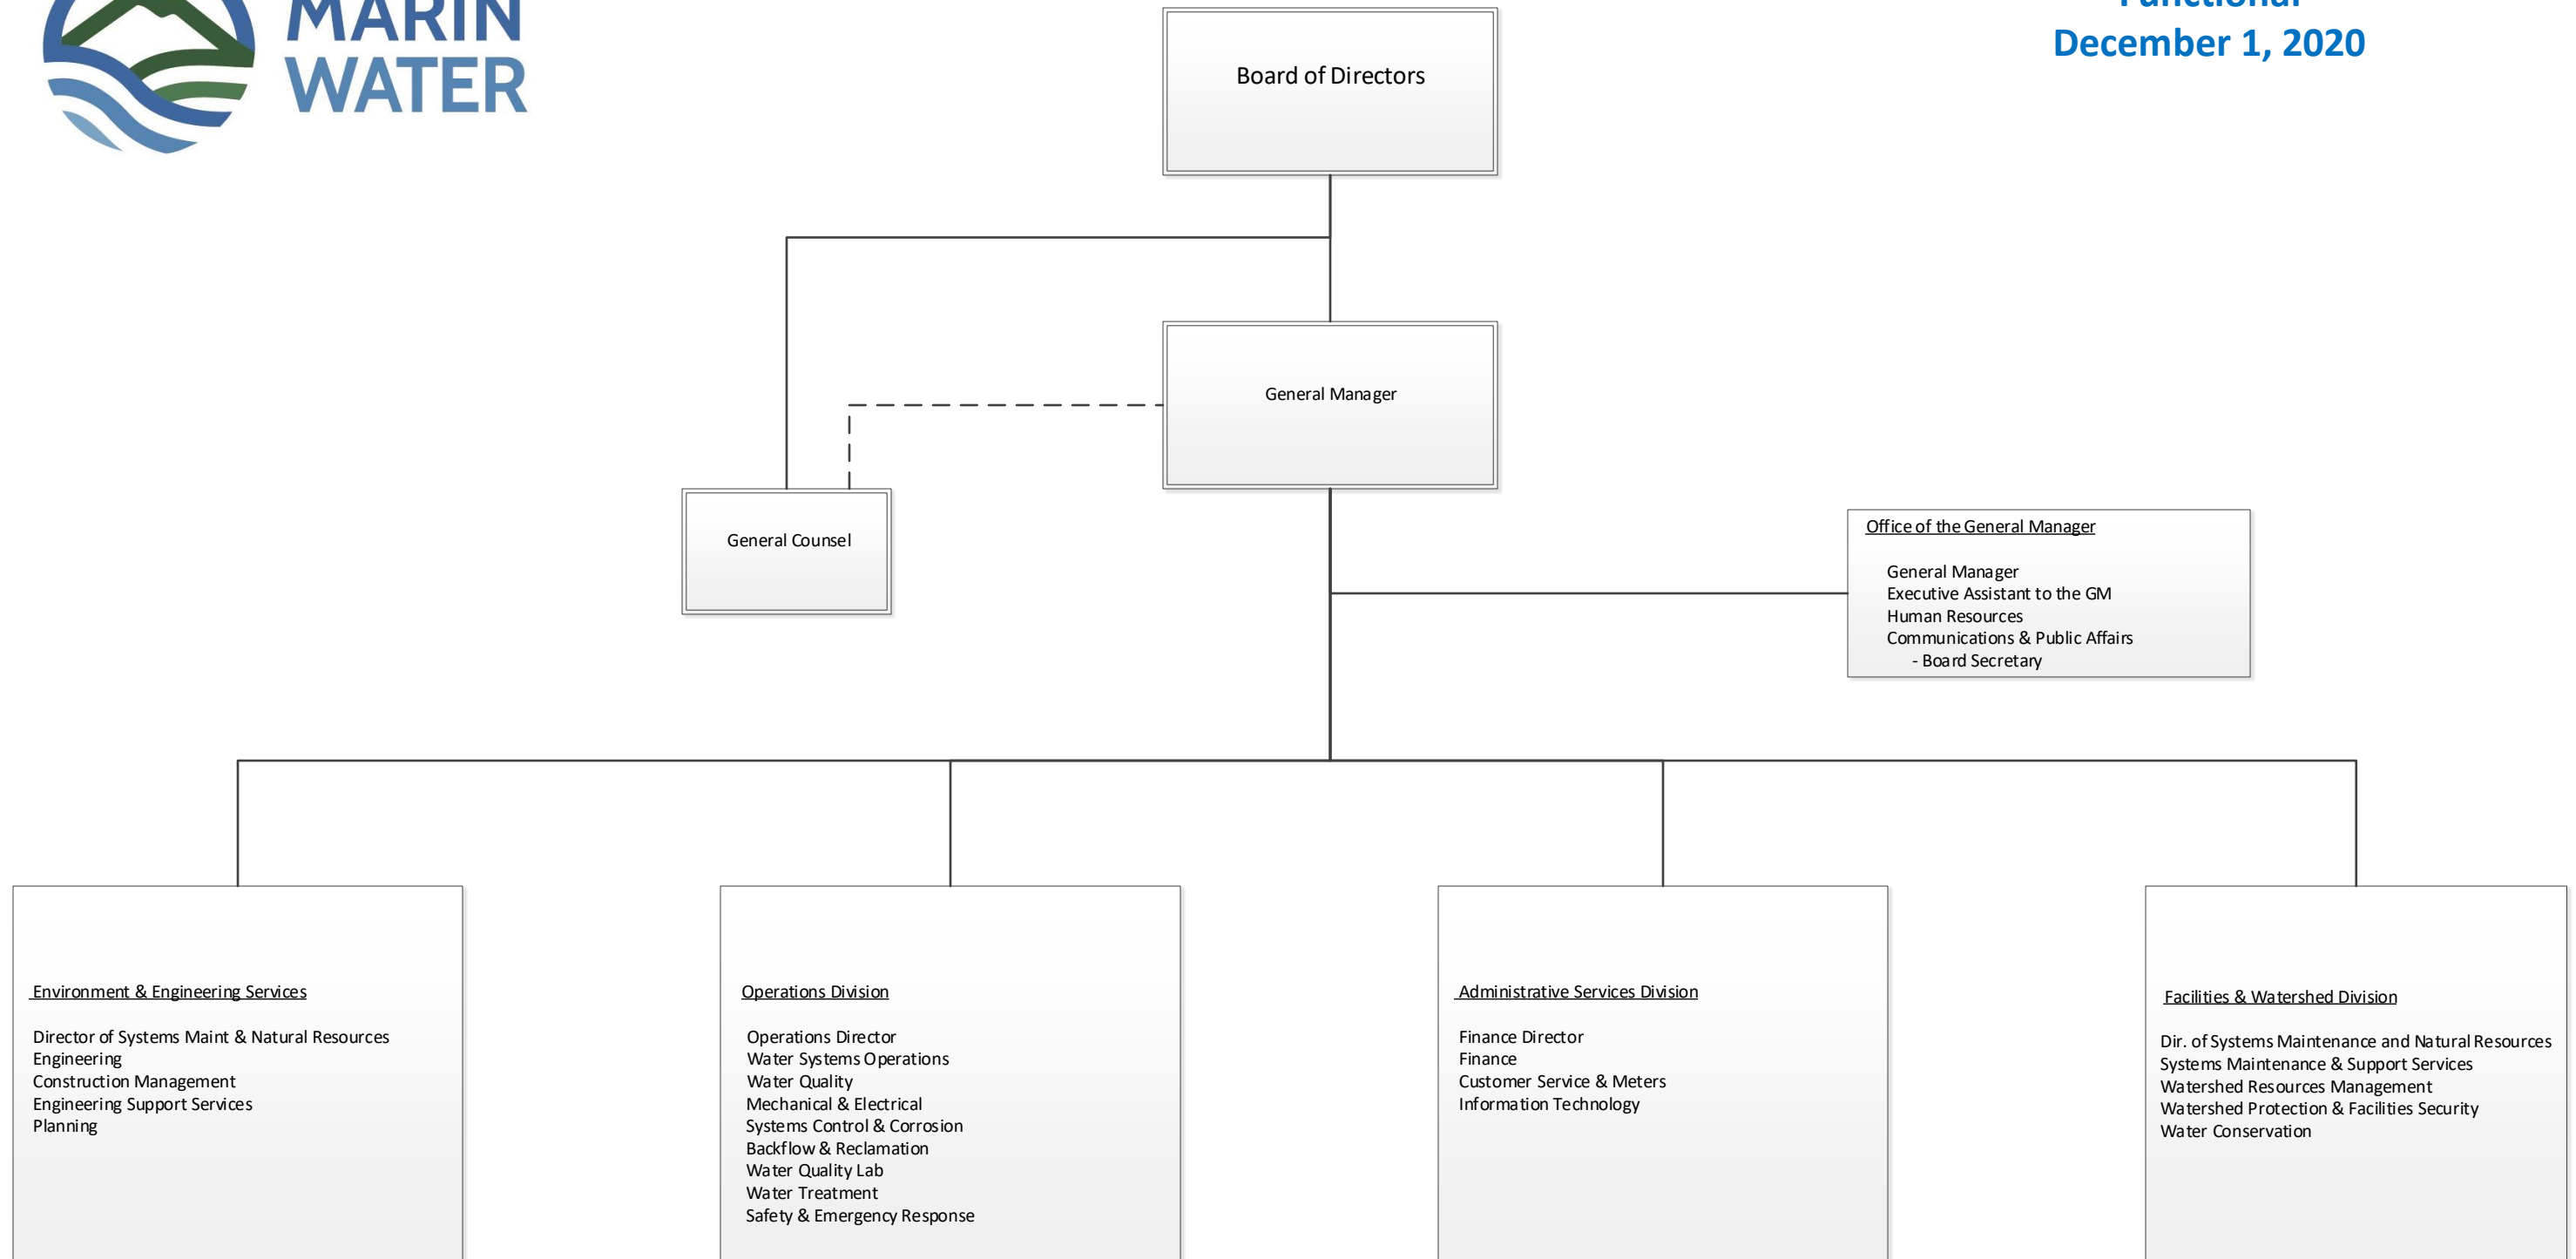 MARIN
WATER
Functional
December 1, 2020
Board of Directors
General Manager
General Counsel
Office of the General Manager
General Manager
Executive Assistant to the GM
Human Resources
Communications & Public Affairs
- Board Secretary
Environment & Engineering Services
Director of Systems Maint & Natural Resources
Engineering
Construction Management
Engineering Support Services
Planning
Operations Division
Operations Director
Water Systems Operations
Water Quality
Mechanical & Electrical
Systems Control & Corrosion
Backflow & Reclamation
Water Quality Lab
Water Treatment
Safety & Emergency Response
Administrative Services Division
Finance Director
Finance
Customer Service & Meters
Information Technology
Facilities & Watershed Division
Dir. of Systems Maintenance and Natural Resources
Systems Maintenance & Support Services
Watershed Resources Management
Watershed Protection & Facilities Security
Water Conservation